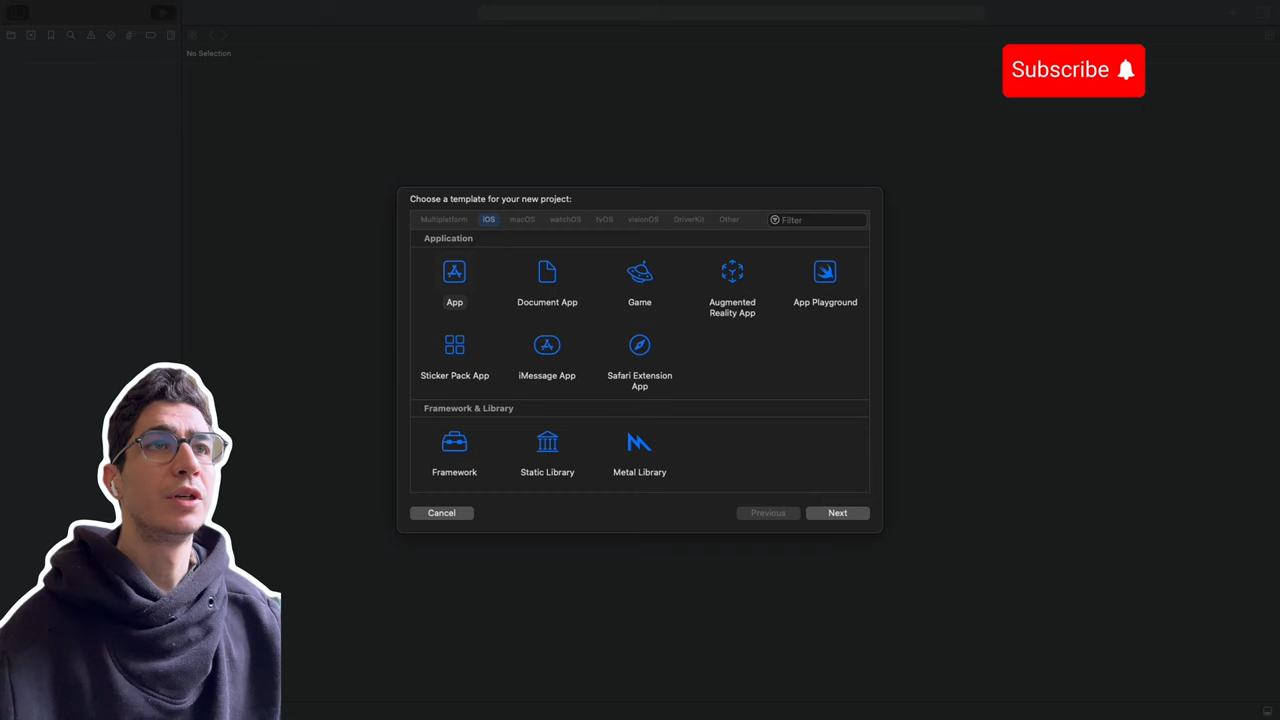 No Selection
Subscribe
Choose a template for your new project:
Multiplatform iOS macOS watchOS tvOS visionOS DriverKit Other Filter
Application
App Document App Game Augmented Reality App App Playground
Sticker Pack App iMessage App Safari Extension App
Framework & Library
Framework Static Library Metal Library
Cancel Previous Next